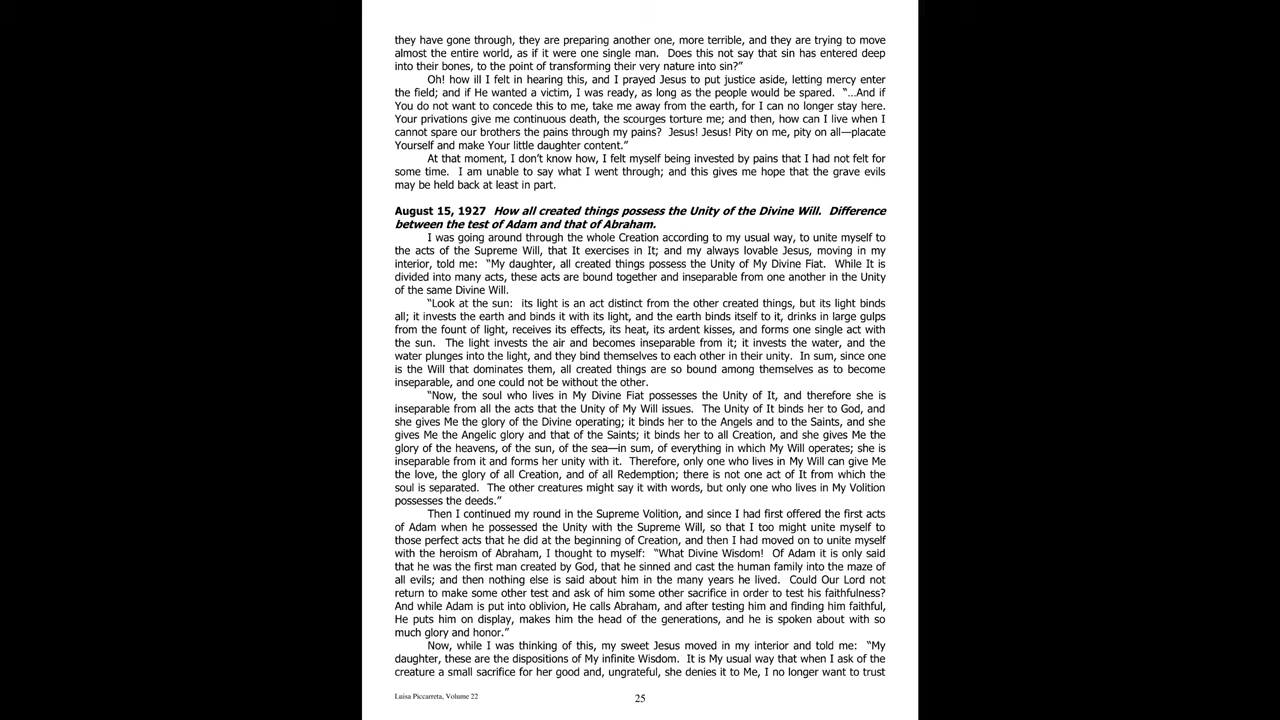 they have gone through, they are preparing another one, more terrible, and they are trying to move
almost the entire world, as if it were one single man.  Does this not say that sin has entered deep
into their bones, to the point of transforming their very nature into sin?"
Oh! how ill I felt in hearing this, and I prayed Jesus to put justice aside, letting mercy enter
the field; and if He wanted a victim, I was ready, as long as the people would be spared.  "…And if
You do not want to concede this to me, take me away from the earth, for I can no longer stay here.
Your privations give me continuous death, the scourges torture me; and then, how can I live when I
cannot spare our brothers the pains through my pains?  Jesus! Jesus! Pity on me, pity on all—placate
Yourself and make Your little daughter content."
At that moment, I don't know how, I felt myself being invested by pains that I had not felt for
some time.  I am unable to say what I went through; and this gives me hope that the grave evils
may be held back at least in part.
August 15, 1927  How all created things possess the Unity of the Divine Will.  Difference
between the test of Adam and that of Abraham.
I was going around through the whole Creation according to my usual way, to unite myself to
the acts of the Supreme Will, that It exercises in It; and my always lovable Jesus, moving in my
interior, told me:  "My daughter, all created things possess the Unity of My Divine Fiat.  While It is
divided into many acts, these acts are bound together and inseparable from one another in the Unity
of the same Divine Will.
"Look at the sun:  its light is an act distinct from the other created things, but its light binds
all; it invests the earth and binds it with its light, and the earth binds itself to it, drinks in large gulps
from the fount of light, receives its effects, its heat, its ardent kisses, and forms one single act with
the sun.  The light invests the air and becomes inseparable from it; it invests the water, and the
water plunges into the light, and they bind themselves to each other in their unity.  In sum, since one
is the Will that dominates them, all created things are so bound among themselves as to become
inseparable, and one could not be without the other.
"Now, the soul who lives in My Divine Fiat possesses the Unity of It, and therefore she is
inseparable from all the acts that the Unity of My Will issues.  The Unity of It binds her to God, and
she gives Me the glory of the Divine operating; it binds her to the Angels and to the Saints, and she
gives Me the Angelic glory and that of the Saints; it binds her to all Creation, and she gives Me the
glory of the heavens, of the sun, of the sea—in sum, of everything in which My Will operates; she is
inseparable from it and forms her unity with it.  Therefore, only one who lives in My Will can give Me
the love, the glory of all Creation, and of all Redemption; there is not one act of It from which the
soul is separated.  The other creatures might say it with words, but only one who lives in My Volition
possesses the deeds."
Then I continued my round in the Supreme Volition, and since I had first offered the first acts
of Adam when he possessed the Unity with the Supreme Will, so that I too might unite myself to
those perfect acts that he did at the beginning of Creation, and then I had moved on to unite myself
with the heroism of Abraham, I thought to myself:  "What Divine Wisdom!  Of Adam it is only said
that he was the first man created by God, that he sinned and cast the human family into the maze of
all evils; and then nothing else is said about him in the many years he lived.  Could Our Lord not
return to make some other test and ask of him some other sacrifice in order to test his faithfulness?
And while Adam is put into oblivion, He calls Abraham, and after testing him and finding him faithful,
He puts him on display, makes him the head of the generations, and he is spoken about with so
much glory and honor."
Now, while I was thinking of this, my sweet Jesus moved in my interior and told me:  "My
daughter, these are the dispositions of My infinite Wisdom.  It is My usual way that when I ask of the
creature a small sacrifice for her good and, ungrateful, she denies it to Me, I no longer want to trust
Luisa Piccarreta, Volume 22
25